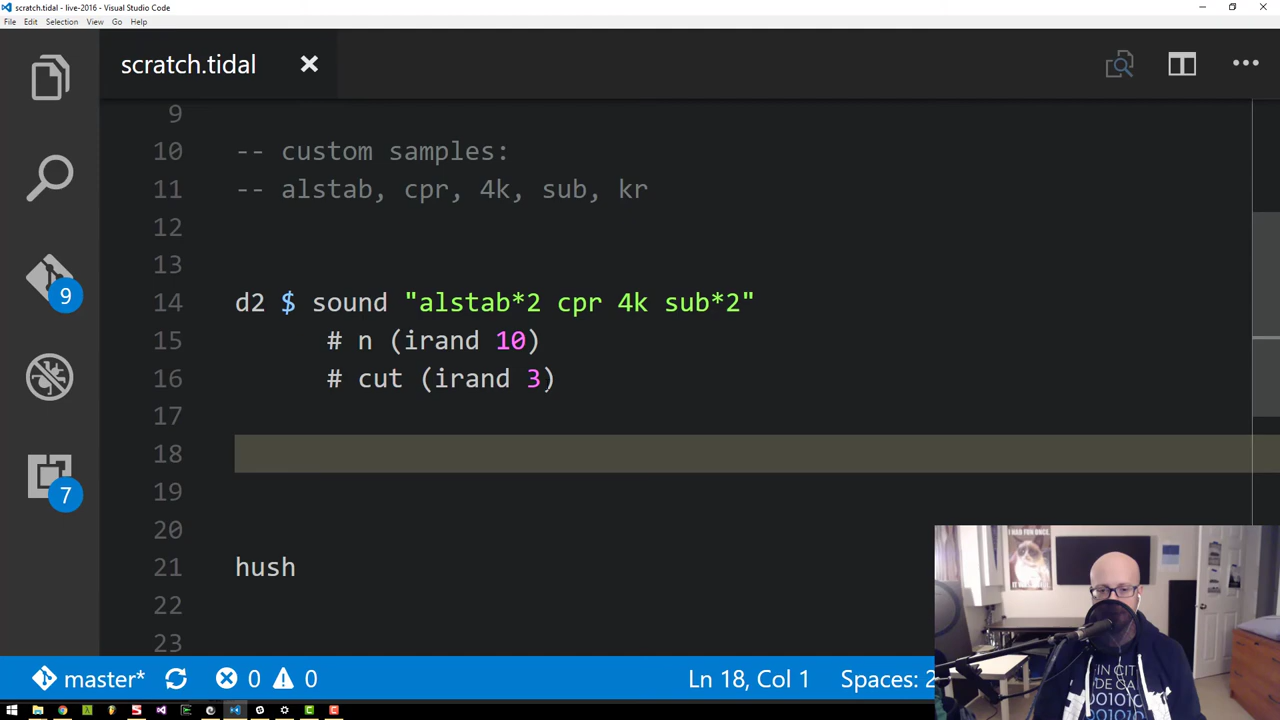 scratch.tidal - live-2016 - Visual Studio Code
File Edit Selection View Go Help
scratch.tidal
9
10 -- custom samples:
11 -- alstab, cpr, 4k, sub, kr
12
13
14 d2 $ sound "alstab*2 cpr 4k sub*2"
15 # n (irand 10)
16 # cut (irand 3)
17
18
19
20
21 hush
22
23
9
7
master* 0 0 Ln 18, Col 1 Spaces: 2
I HAD FUN ONCE,